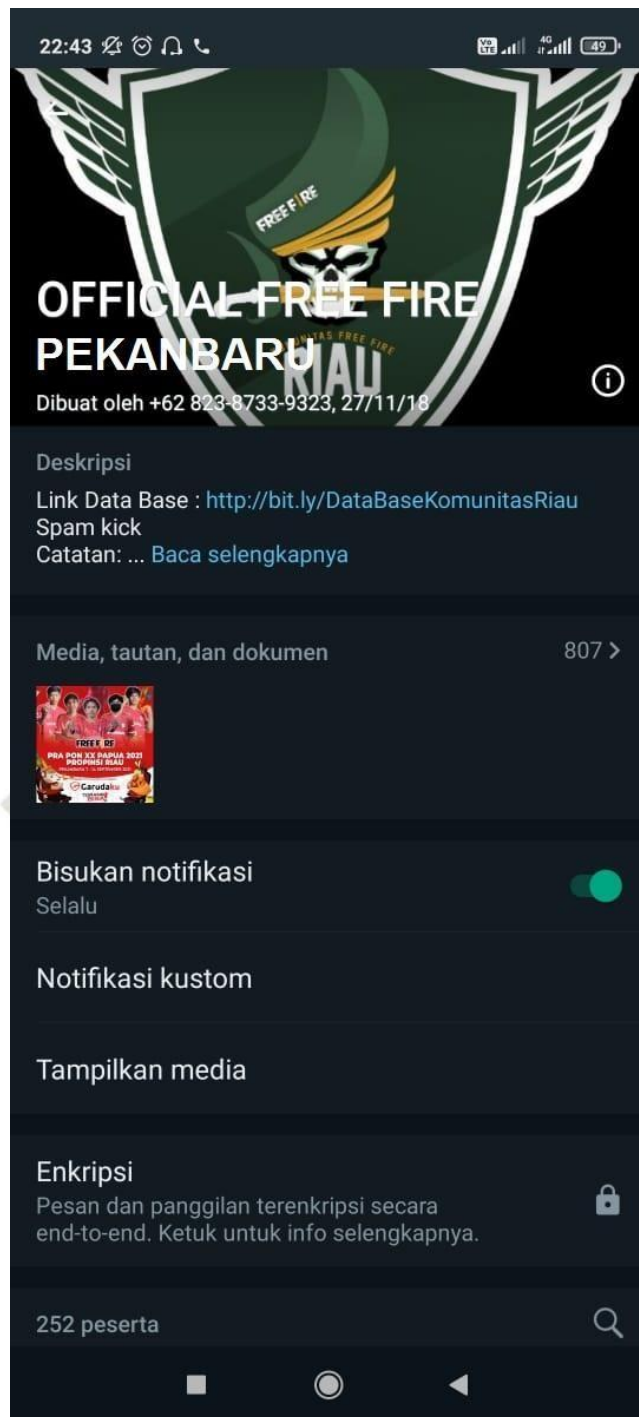 22:43
Vo LTE
4G
49
FREE FIRE
OFFICIAL FREE FIRE
PEKANBARU
KOMUNITAS FREE FIRE
RIAU
Dibuat oleh +62 823-8733-9323, 27/11/18
Deskripsi
Link Data Base : http://bit.ly/DataBaseKomunitasRiau
Spam kick
Catatan: ... Baca selengkapnya
Media, tautan, dan dokumen 807 >
FREE FIRE
PRA PON XX PAPUA 2021
PROPINSI RIAU
Garudaku
Bisukan notifikasi
Selalu
Notifikasi kustom
Tampilkan media
Enkripsi
Pesan dan panggilan terenkripsi secara
end-to-end. Ketuk untuk info selengkapnya.
252 peserta